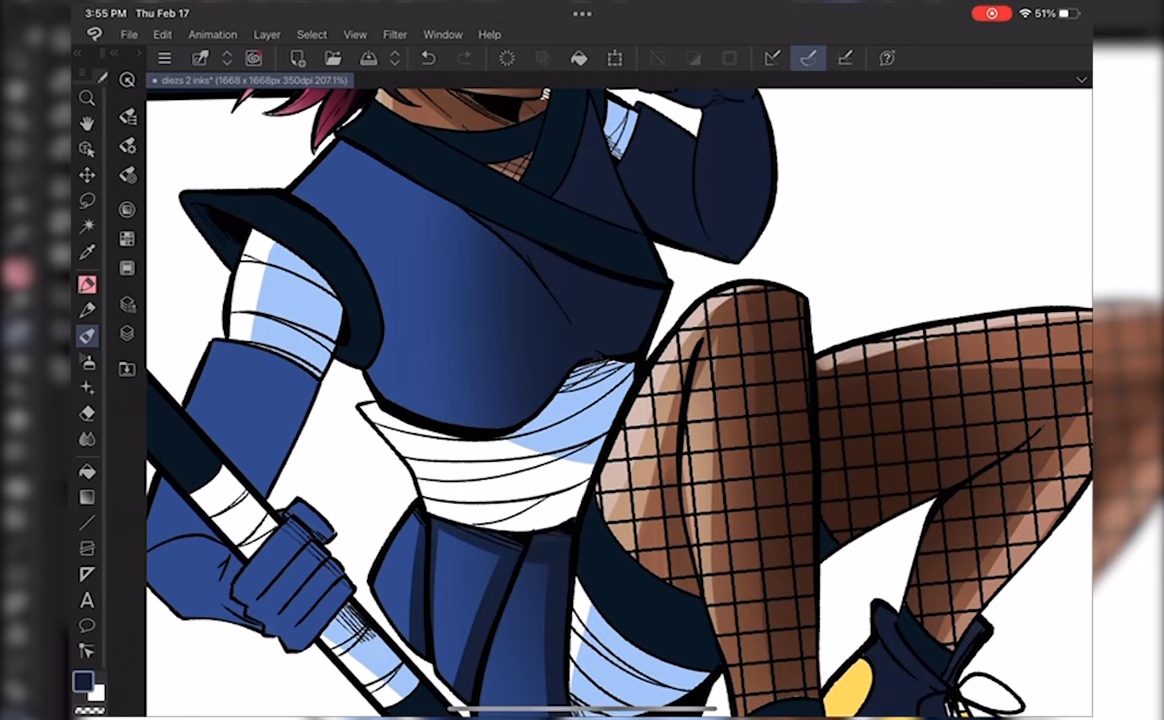 3:55 PM Thu Feb 17
51%
File Edit Animation Layer Select View Filter Window Help
diezs 2 inks* (1668 x 1668px 350dpi 207.1%)